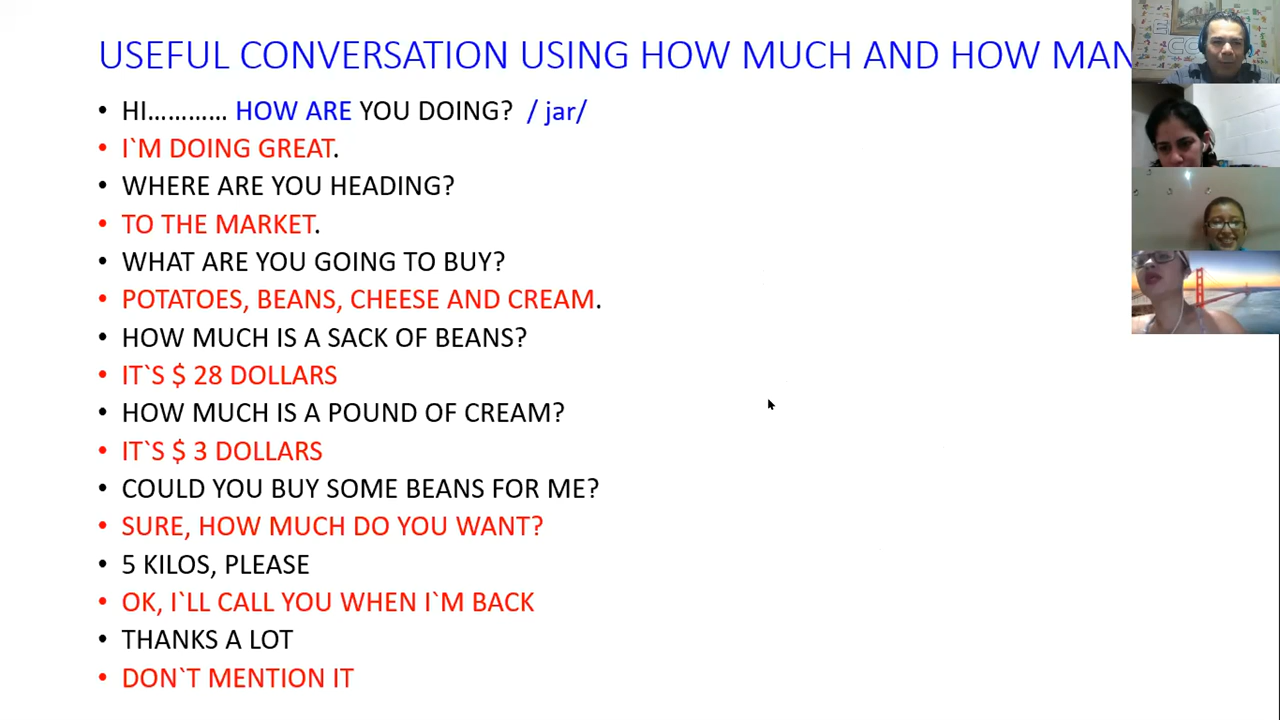 USEFUL CONVERSATION USING HOW MUCH AND HOW MAN
• HI………… HOW ARE YOU DOING? / jar/
• I`M DOING GREAT.
• WHERE ARE YOU HEADING?
• TO THE MARKET.
• WHAT ARE YOU GOING TO BUY?
• POTATOES, BEANS, CHEESE AND CREAM.
• HOW MUCH IS A SACK OF BEANS?
• IT`S $ 28 DOLLARS
• HOW MUCH IS A POUND OF CREAM?
• IT`S $ 3 DOLLARS
• COULD YOU BUY SOME BEANS FOR ME?
• SURE, HOW MUCH DO YOU WANT?
• 5 KILOS, PLEASE
• OK, I`LL CALL YOU WHEN I`M BACK
• THANKS A LOT
• DON`T MENTION IT